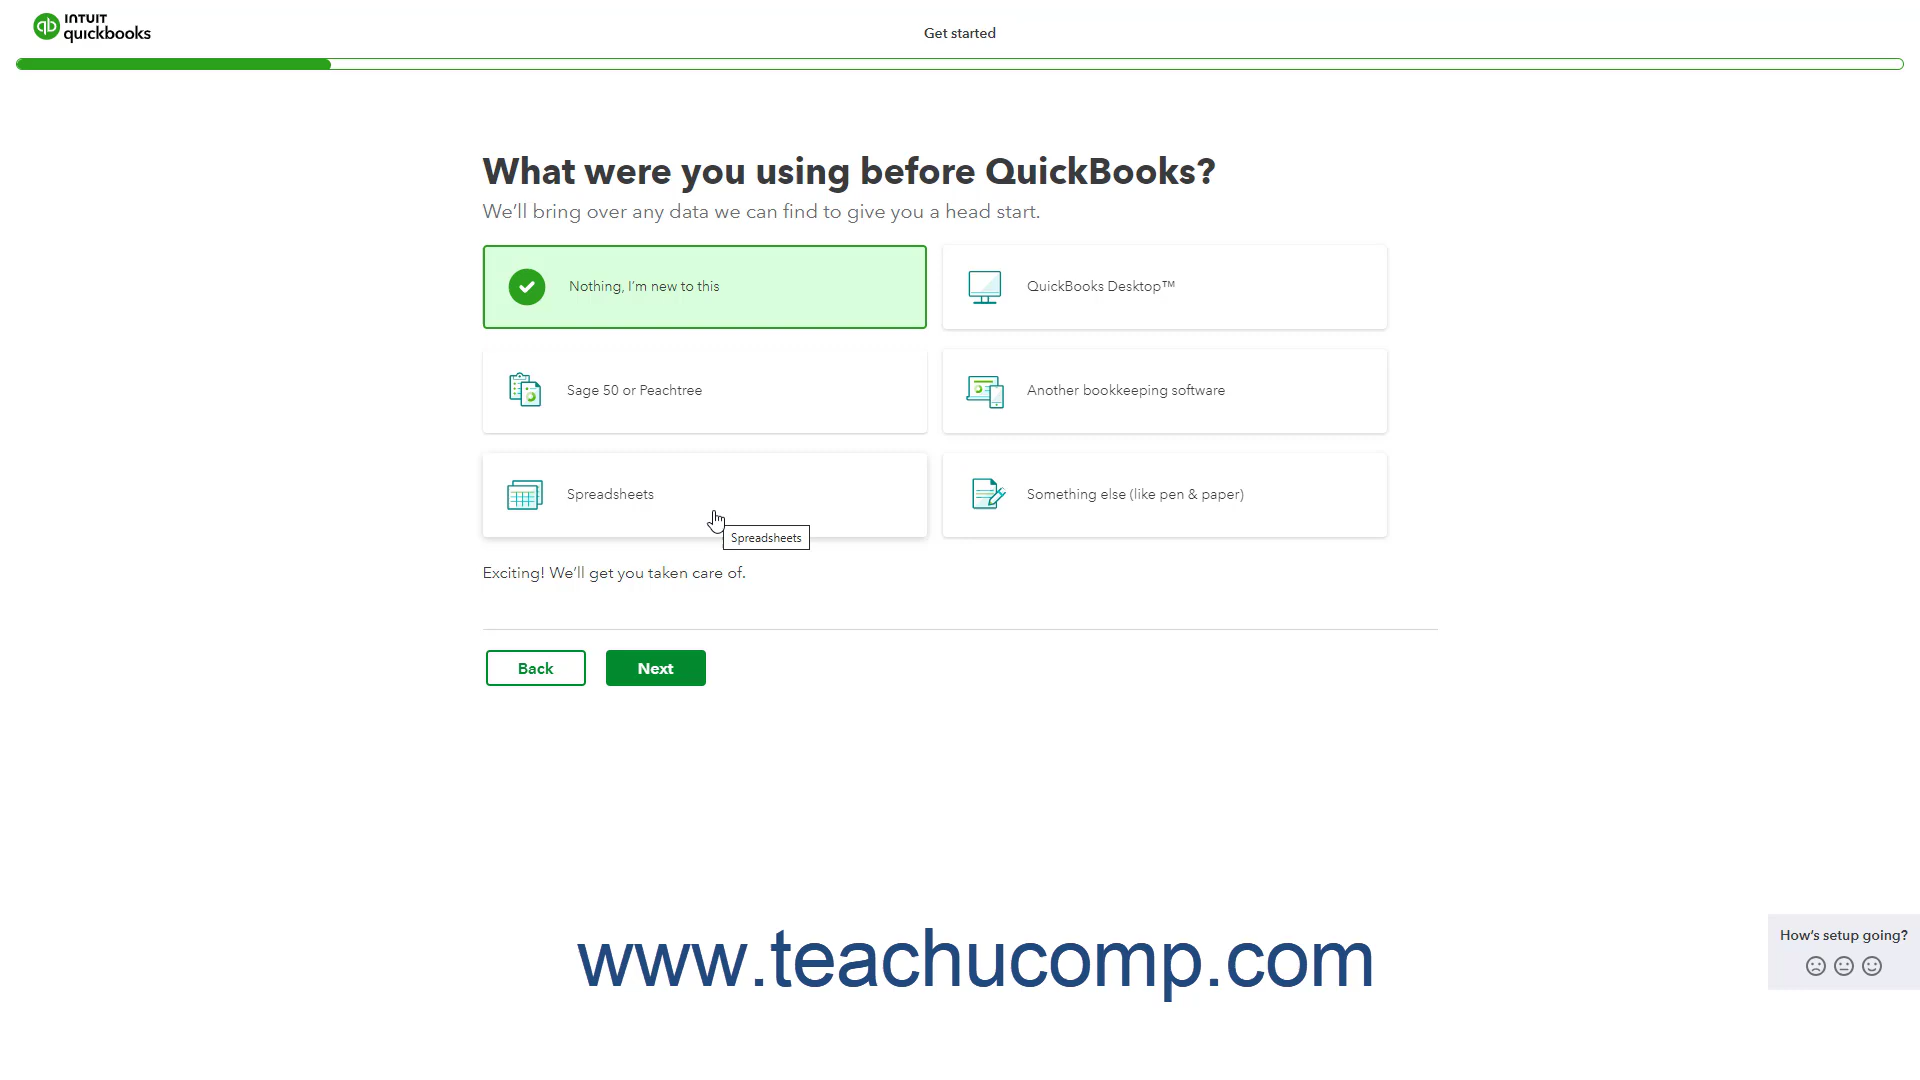 INTUIT
quickbooks
Get started
What were you using before QuickBooks?
We'll bring over any data we can find to give you a head start.
Nothing, I'm new to this
QuickBooks Desktop™
Sage 50 or Peachtree
Another bookkeeping software
Spreadsheets
Something else (like pen & paper)
Spreadsheets
Exciting! We'll get you taken care of.
Back
Next
How's setup going?
www.teachucomp.com